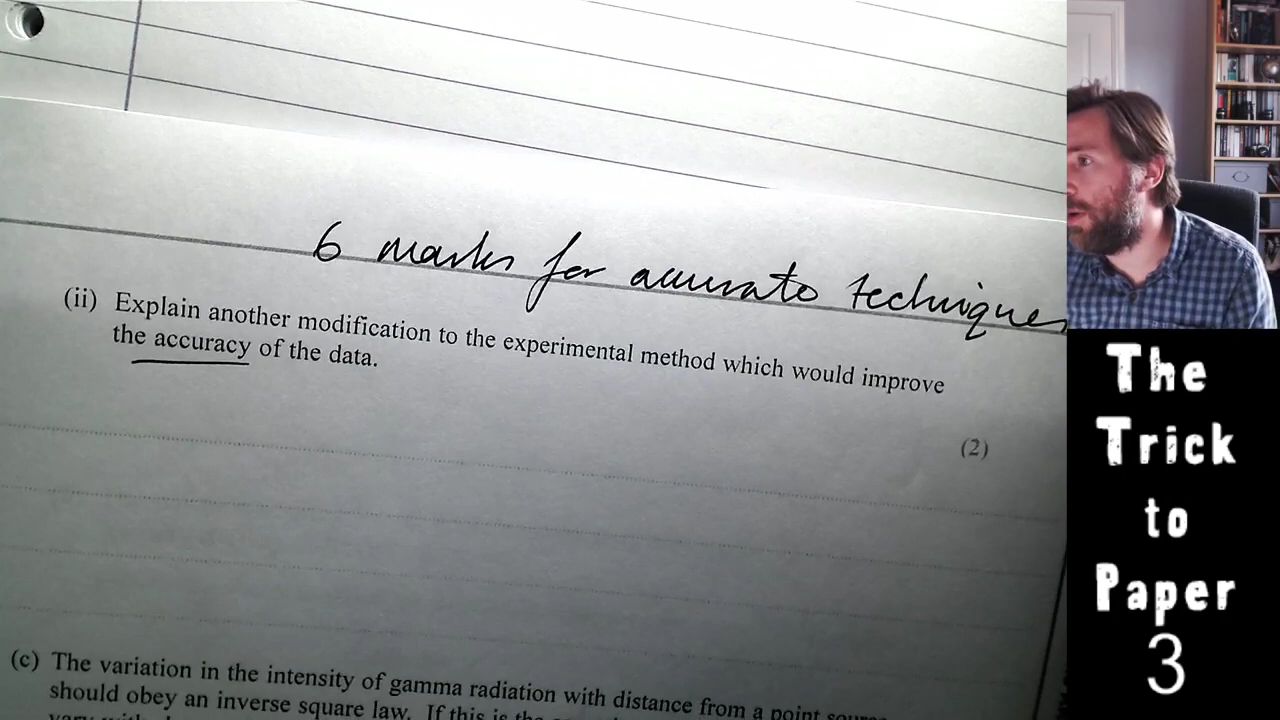 6 marks for accurate techniques
(ii) Explain another modification to the experimental method which would improve
the accuracy of the data.
(2)
(c) The variation in the intensity of gamma radiation with distance from a point source
should obey an inverse square law. If this is the
The
Trick
to
Paper
3